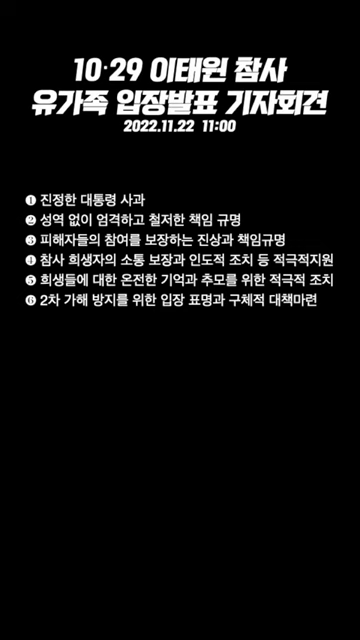 10·29 이태원 참사
유가족 입장발표 기자회견
2022.11.22 11:00
❶ 진정한 대통령 사과
❷ 성역 없이 엄격하고 철저한 책임 규명
❸ 피해자들의 참여를 보장하는 진상과 책임규명
❹ 참사 희생자의 소통 보장과 인도적 조치 등 적극적지원
❺ 희생들에 대한 온전한 기억과 추모를 위한 적극적 조치
❻ 2차 가해 방지를 위한 입장 표명과 구체적 대책마련